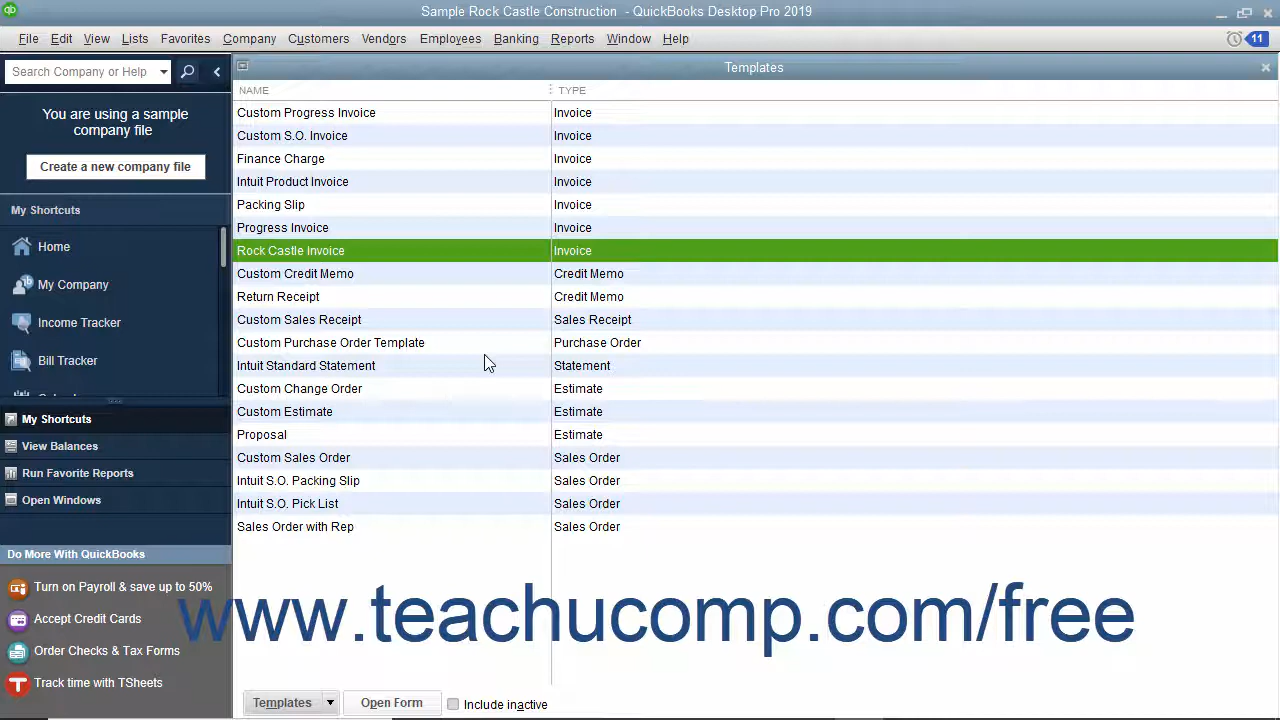 qb
Sample Rock Castle Construction - QuickBooks Desktop Pro 2019
File Edit View Lists Favorites Company Customers Vendors Employees Banking Reports Window Help 11
Search Company or Help
Templates
You are using a sample
company file
Create a new company file
My Shortcuts
Home
My Company
Income Tracker
Bill Tracker
My Shortcuts
View Balances
Run Favorite Reports
Open Windows
Do More With QuickBooks
Turn on Payroll & save up to 50%
Accept Credit Cards
Order Checks & Tax Forms
Track time with TSheets
NAME TYPE
Custom Progress Invoice Invoice
Custom S.O. Invoice Invoice
Finance Charge Invoice
Intuit Product Invoice Invoice
Packing Slip Invoice
Progress Invoice Invoice
Rock Castle Invoice Invoice
Custom Credit Memo Credit Memo
Return Receipt Credit Memo
Custom Sales Receipt Sales Receipt
Custom Purchase Order Template Purchase Order
Intuit Standard Statement Statement
Custom Change Order Estimate
Custom Estimate Estimate
Proposal Estimate
Custom Sales Order Sales Order
Intuit S.O. Packing Slip Sales Order
Intuit S.O. Pick List Sales Order
Sales Order with Rep Sales Order
www.teachucomp.com/free
Templates Open Form Include inactive